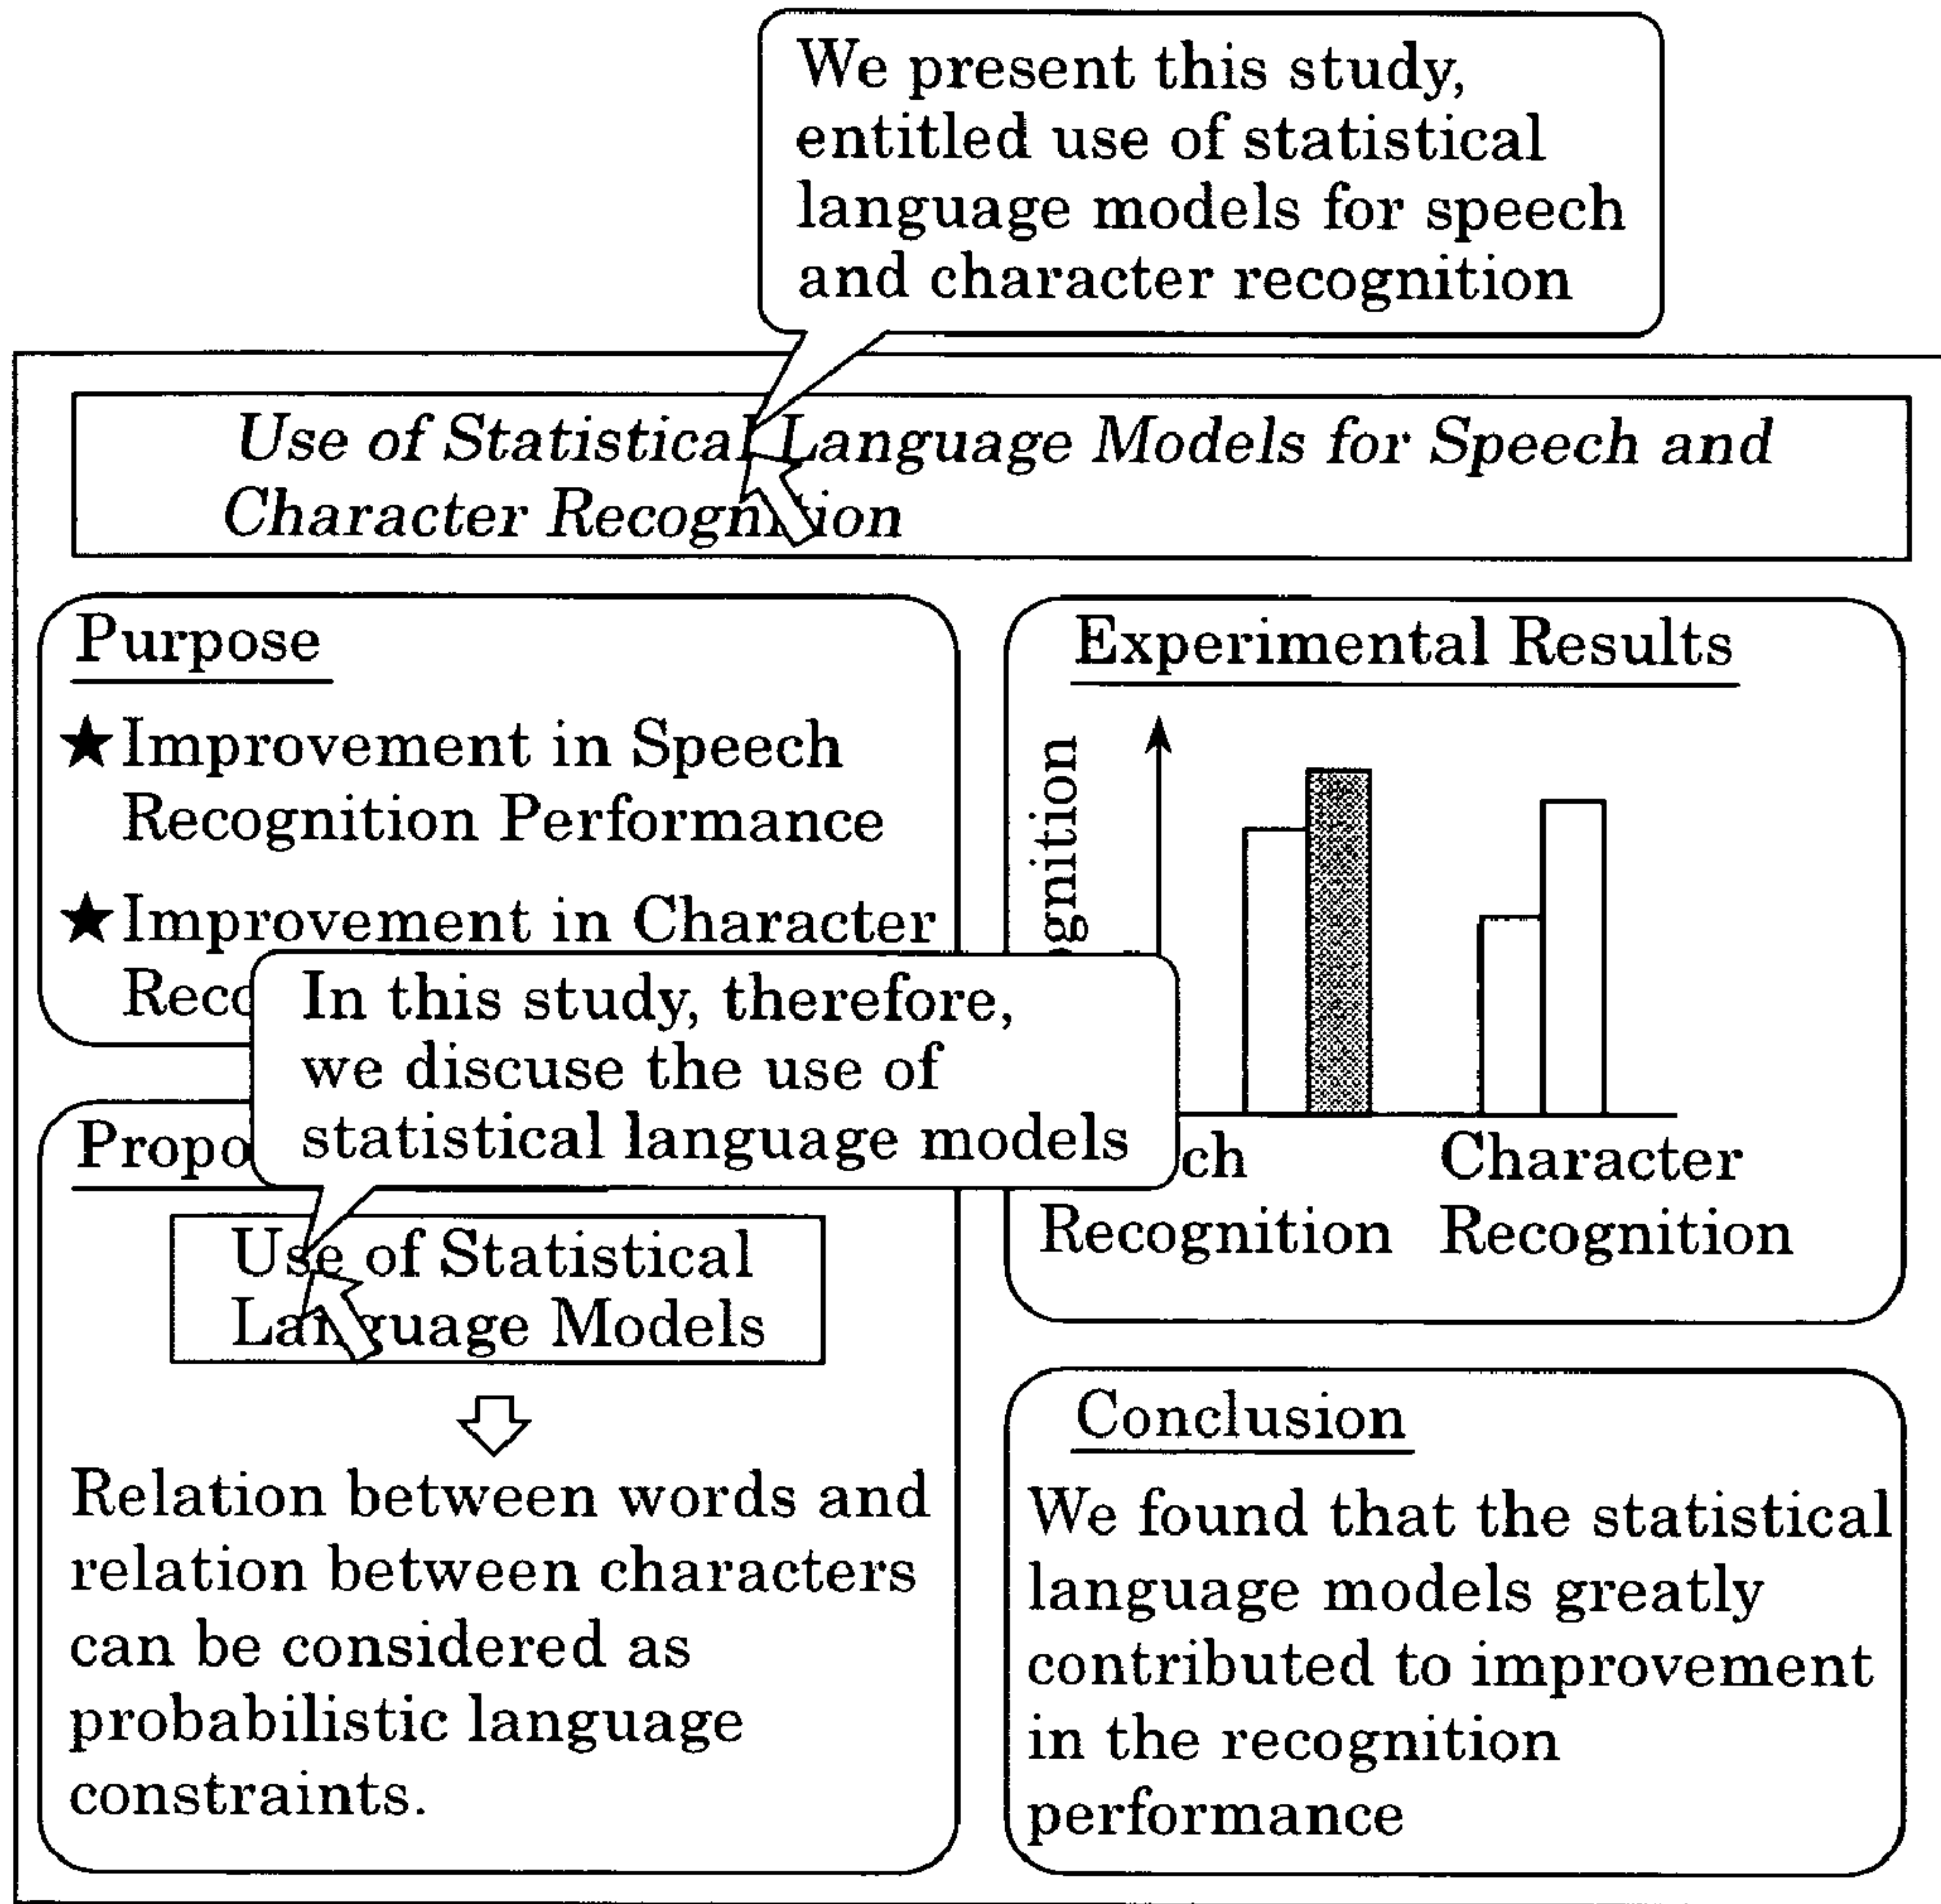 We present this study,
entitled use of statistical
language models for speech
and character recognition
Use of Statistical Language Models for Speech and
Character Recognition
Purpose
★Improvement in Speech
Recognition Performance
★Improvement in Character
In this study, therefore,
we discuse the use of
statistical language models
Use of Statistical
Language Models
Relation between words and
relation between characters
can be considered as
probabilistic language
constraints.
Experimental Results
Character
Recognition Recognition
Conclusion
We found that the statistical
language models greatly
contributed to improvement
in the recognition
performance